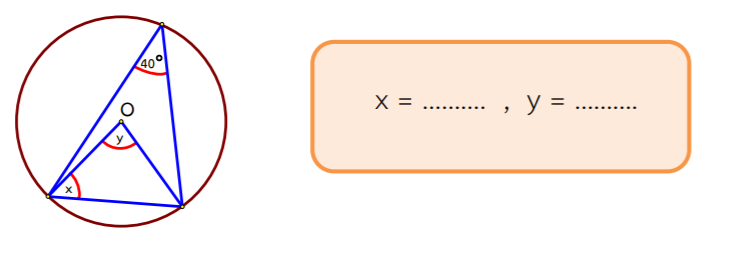 40°
O
y
x
x = .......... , y = ..........